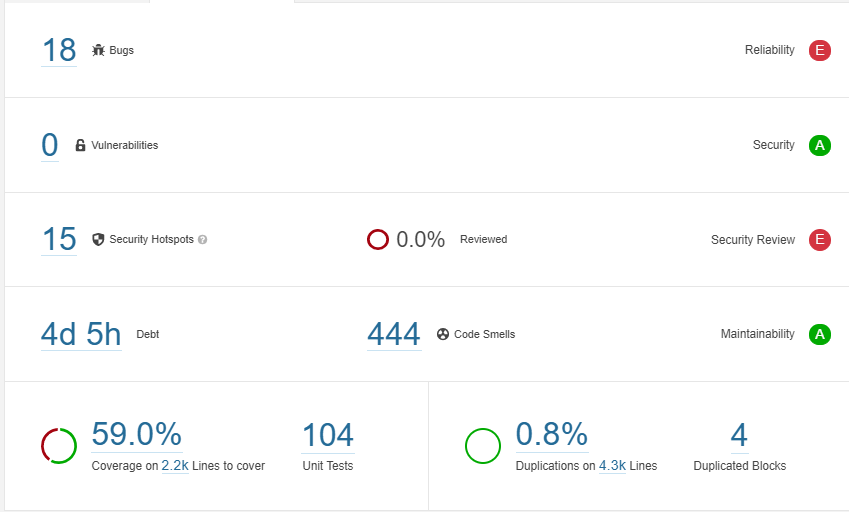 18 Bugs Reliability E
0 Vulnerabilities Security A
15 Security Hotspots ? 0.0% Reviewed Security Review E
4d 5h Debt 444 Code Smells Maintainability A
59.0% 104 0.8% 4
Coverage on 2.2k Lines to cover Unit Tests Duplications on 4.3k Lines Duplicated Blocks